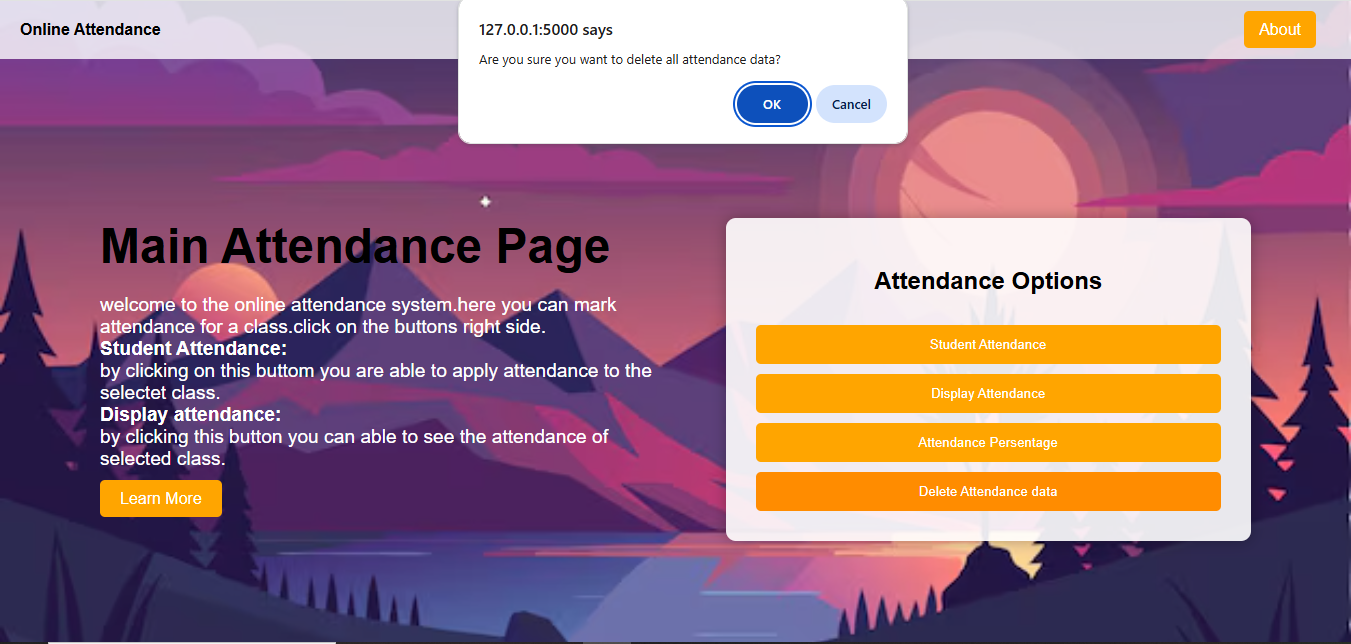 Online Attendance
About
127.0.0.1:5000 says
Are you sure you want to delete all attendance data?
OK
Cancel
Main Attendance Page
welcome to the online attendance system.here you can mark
attendance for a class.click on the buttons right side.
Student Attendance:
by clicking on this buttom you are able to apply attendance to the
selectet class.
Display attendance:
by clicking this button you can able to see the attendance of
selected class.
Learn More
Attendance Options
Student Attendance
Display Attendance
Attendance Persentage
Delete Attendance data